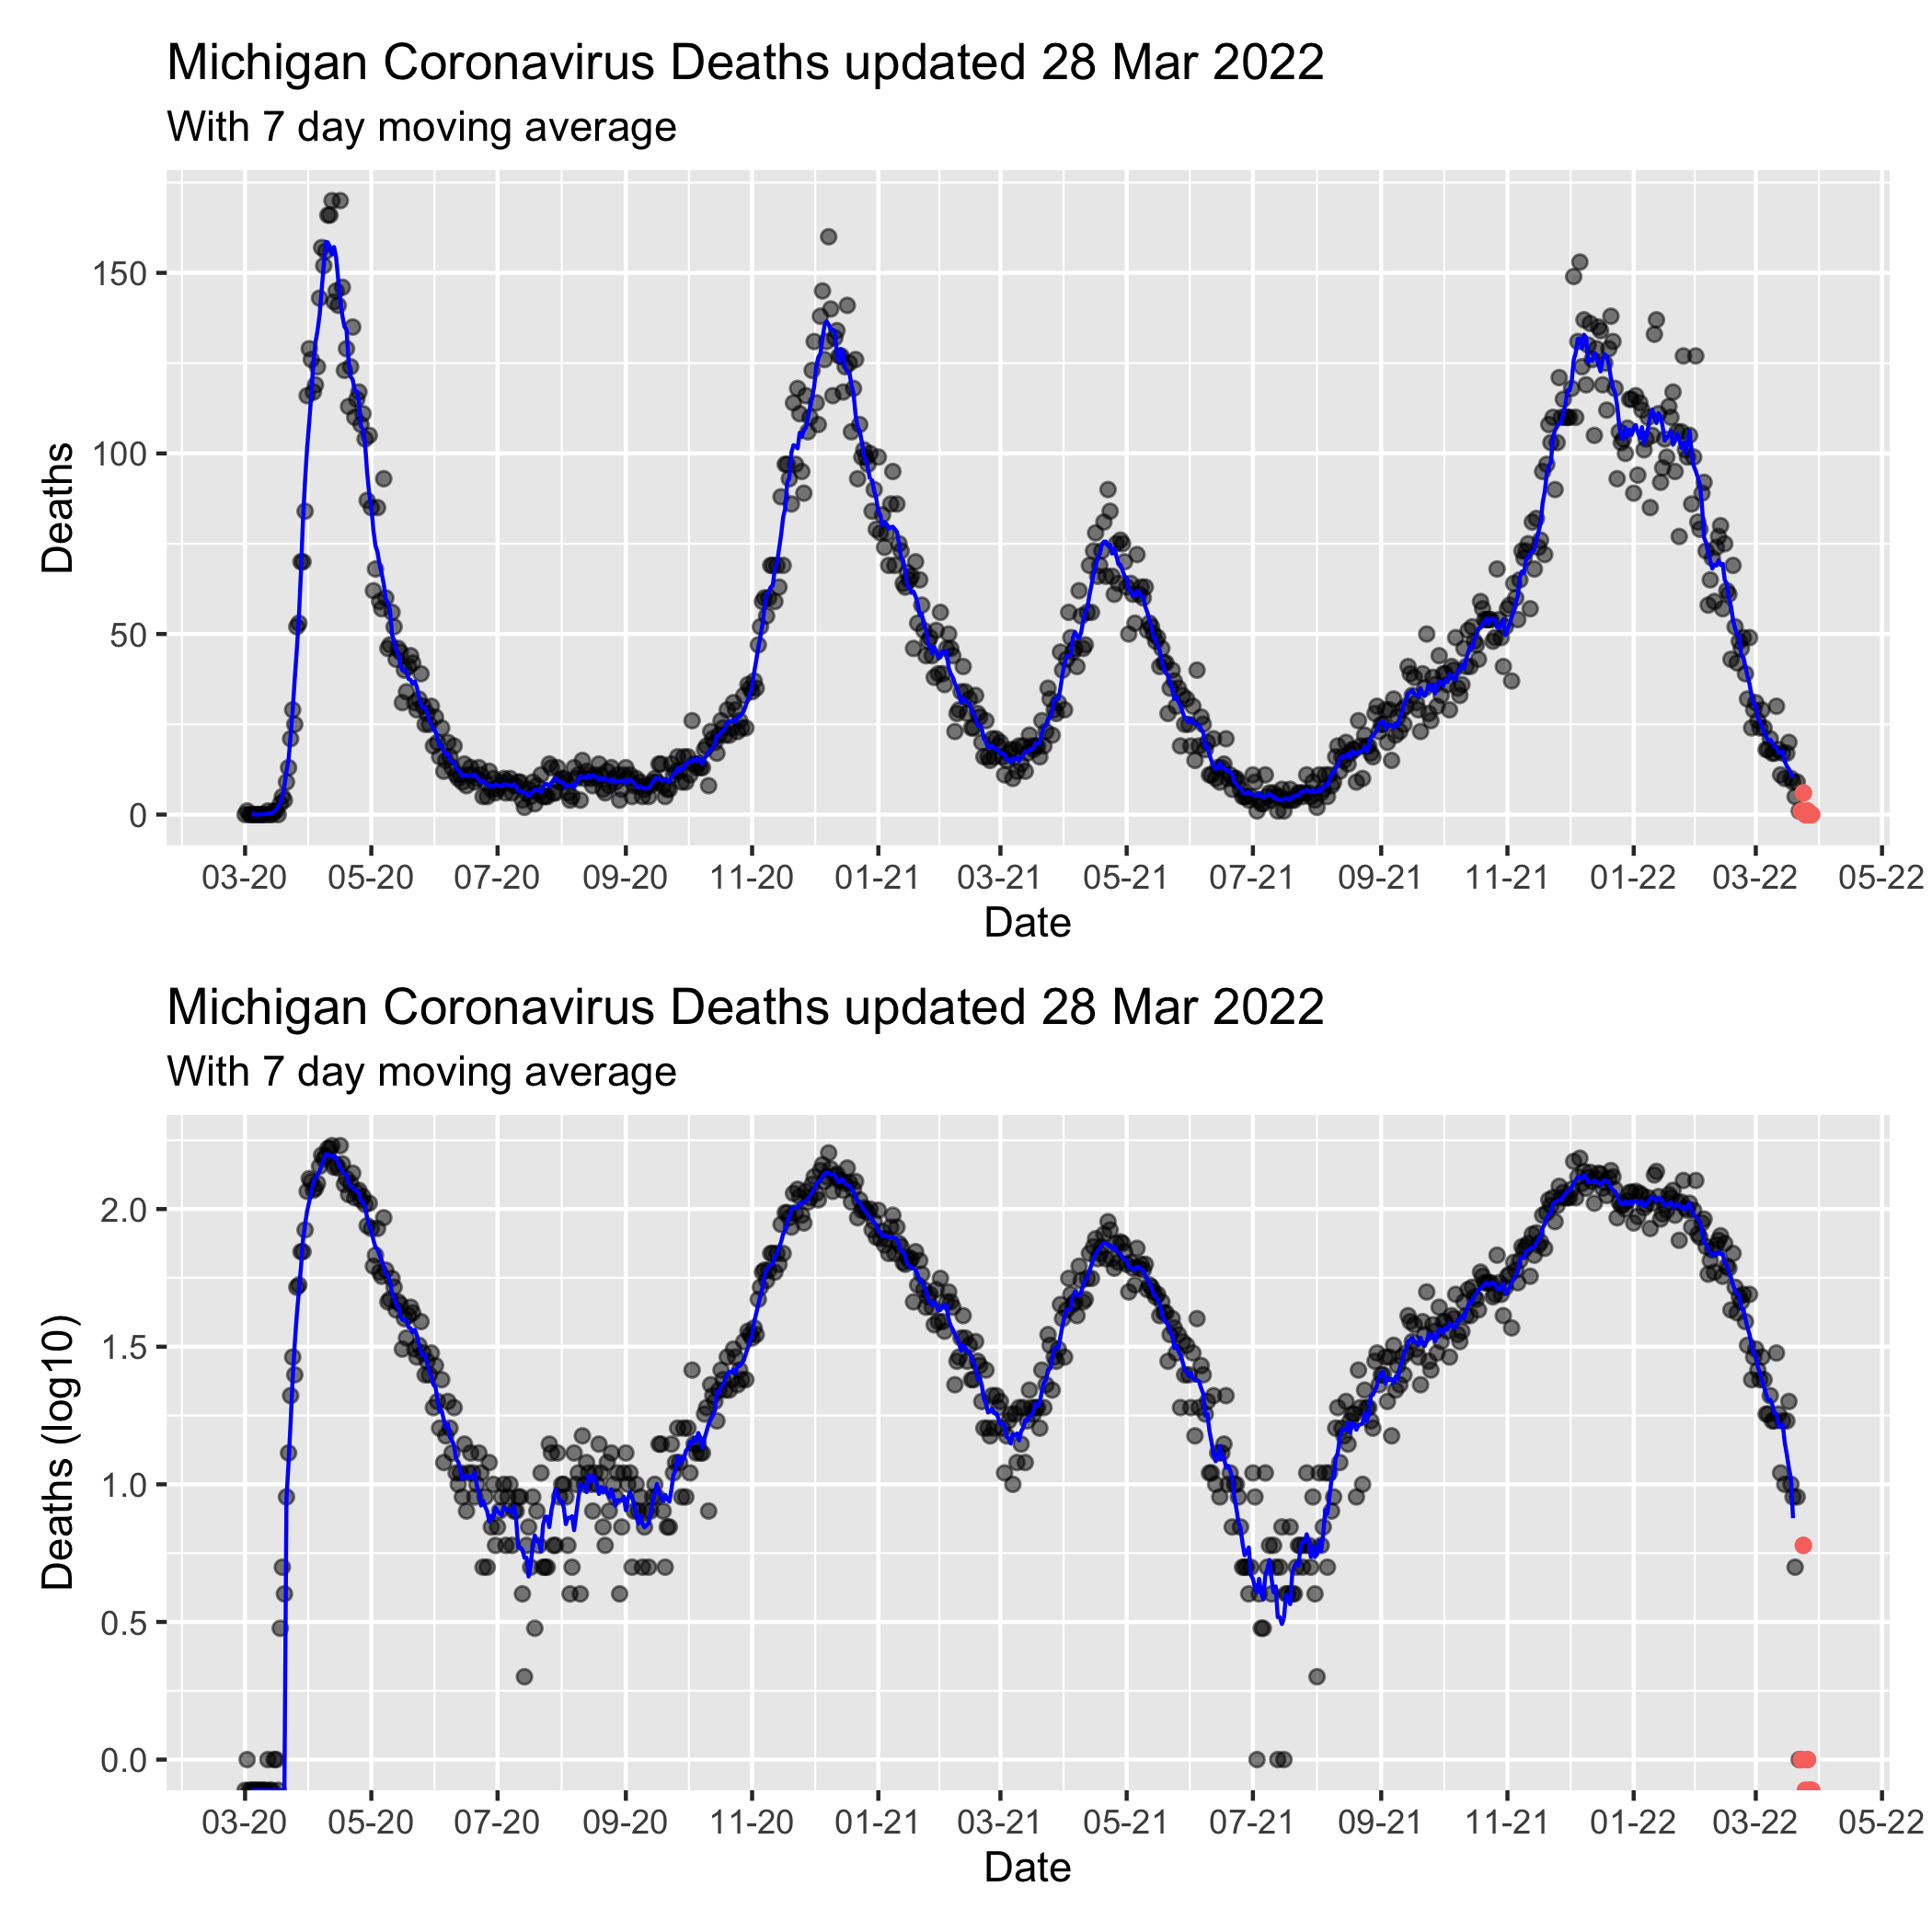 Michigan Coronavirus Deaths updated 28 Mar 2022
With 7 day moving average
Deaths
150
100
50
0
03-20 05-20 07-20 09-20 11-20 01-21 03-21 05-21 07-21 09-21 11-21 01-22 03-22 05-22
Date
Michigan Coronavirus Deaths updated 28 Mar 2022
With 7 day moving average
Deaths (log10)
2.0
1.5
1.0
0.5
0.0
03-20 05-20 07-20 09-20 11-20 01-21 03-21 05-21 07-21 09-21 11-21 01-22 03-22 05-22
Date